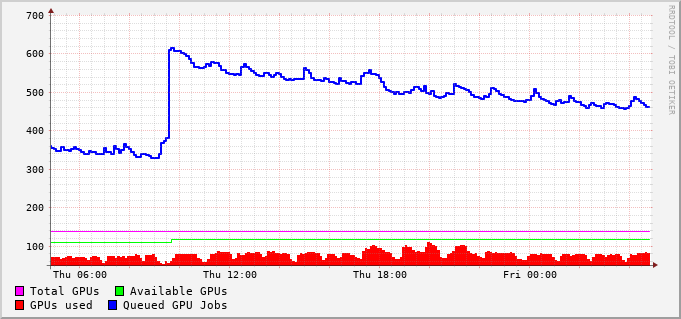 700
600
500
400
300
200
100
Thu 06:00 Thu 12:00 Thu 18:00 Fri 00:00
Total GPUs Available GPUs
GPUs used Queued GPU Jobs
RRDTOOL / TOBI OETIKER